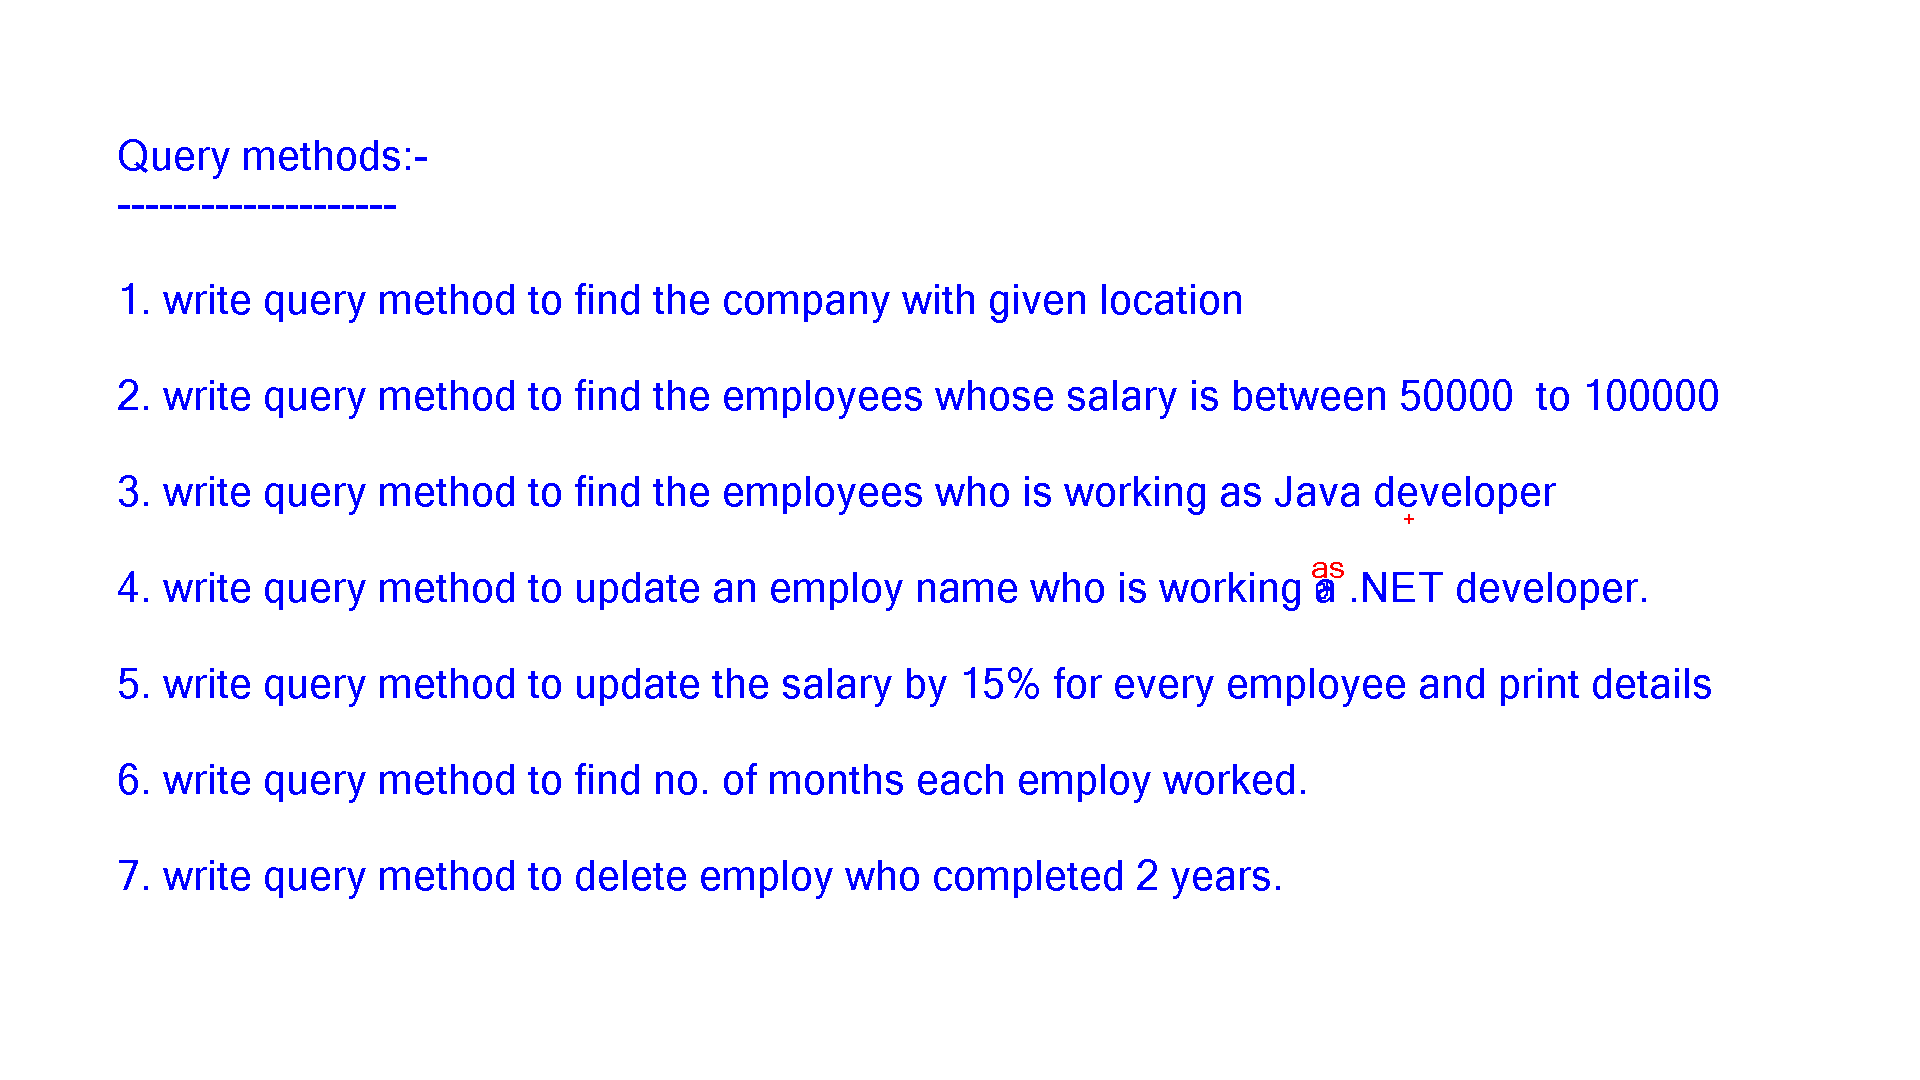 Query methods:-
--------------------
1. write query method to find the company with given location
2. write query method to find the employees whose salary is between 50000  to 100000
3. write query method to find the employees who is working as Java developer
4. write query method to update an employ name who is working as .NET developer.
5. write query method to update the salary by 15% for every employee and print details
6. write query method to find no. of months each employ worked.
7. write query method to delete employ who completed 2 years.